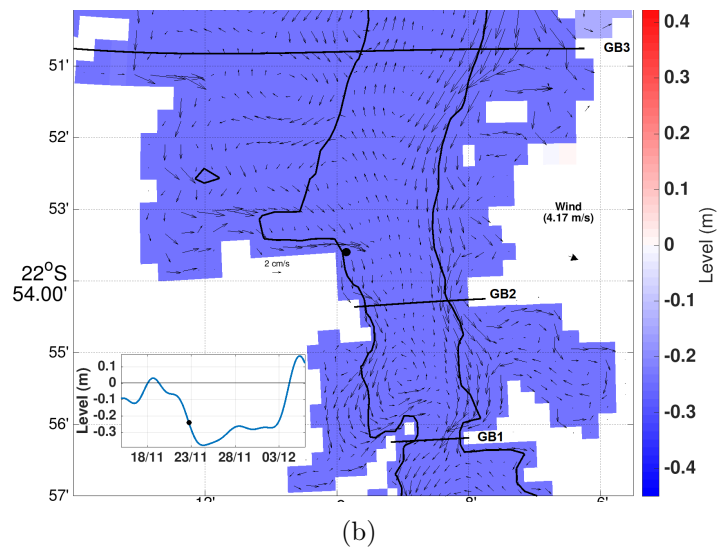 GB3
51'
52'
53'
Wind
(4.17 m/s)
2 cm/s
22°S
54.00'
GB2
55'
56'
GB1
57'
8'
6'
0.4
0.3
0.2
0.1
0
-0.1
-0.2
-0.3
-0.4
Level (m)
0.1
0
-0.1
-0.2
-0.3
Level (m)
18/11
23/11
28/11
03/12
(b)